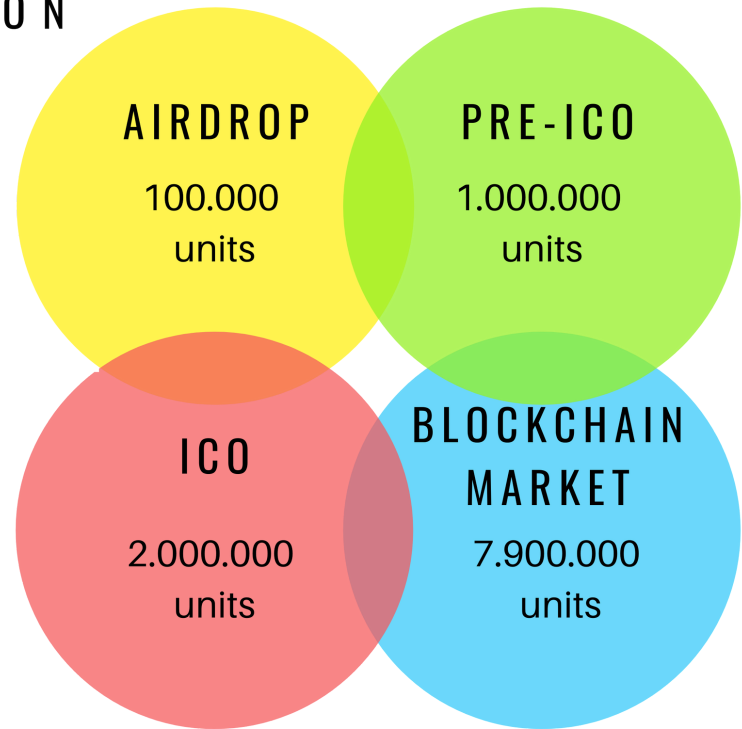 ON
AIRDROP
100.000
units
PRE-ICO
1.000.000
units
ICO
2.000.000
units
BLOCKCHAIN
MARKET
7.900.000
units